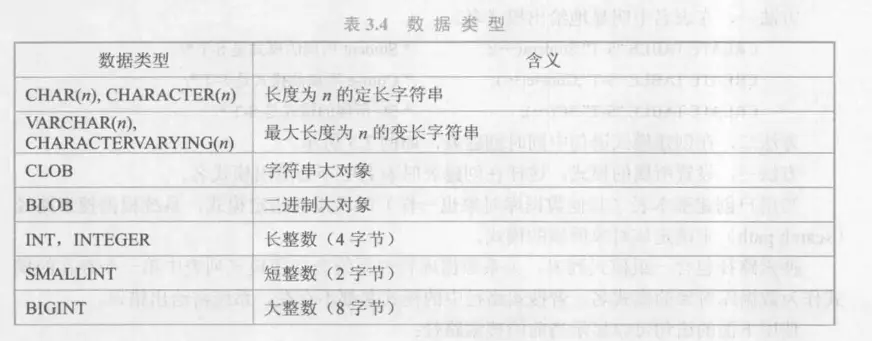 表 3.4 数据类型
数据类型 含义
CHAR(n), CHARACTER(n) 长度为 n 的定长字符串
VARCHAR(n),
CHARACTERVARYING(n) 最大长度为 n 的变长字符串
CLOB 字符串大对象
BLOB 二进制大对象
INT，INTEGER 长整数（4 字节）
SMALLINT 短整数（2 字节）
BIGINT 大整数（8 字节）